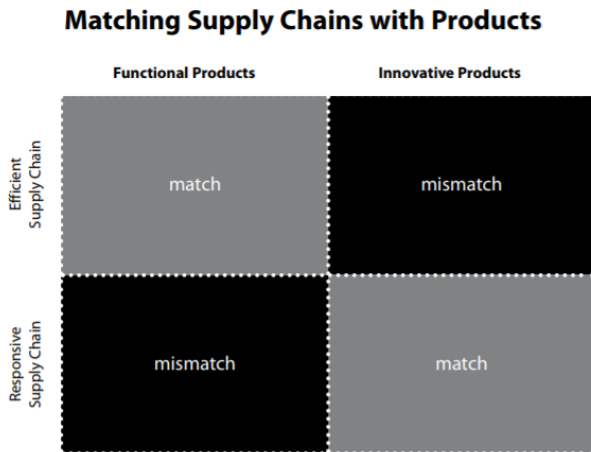 Matching Supply Chains with Products
Functional Products
Innovative Products
Efficient
Supply Chain
match
mismatch
Responsive
Supply Chain
mismatch
match